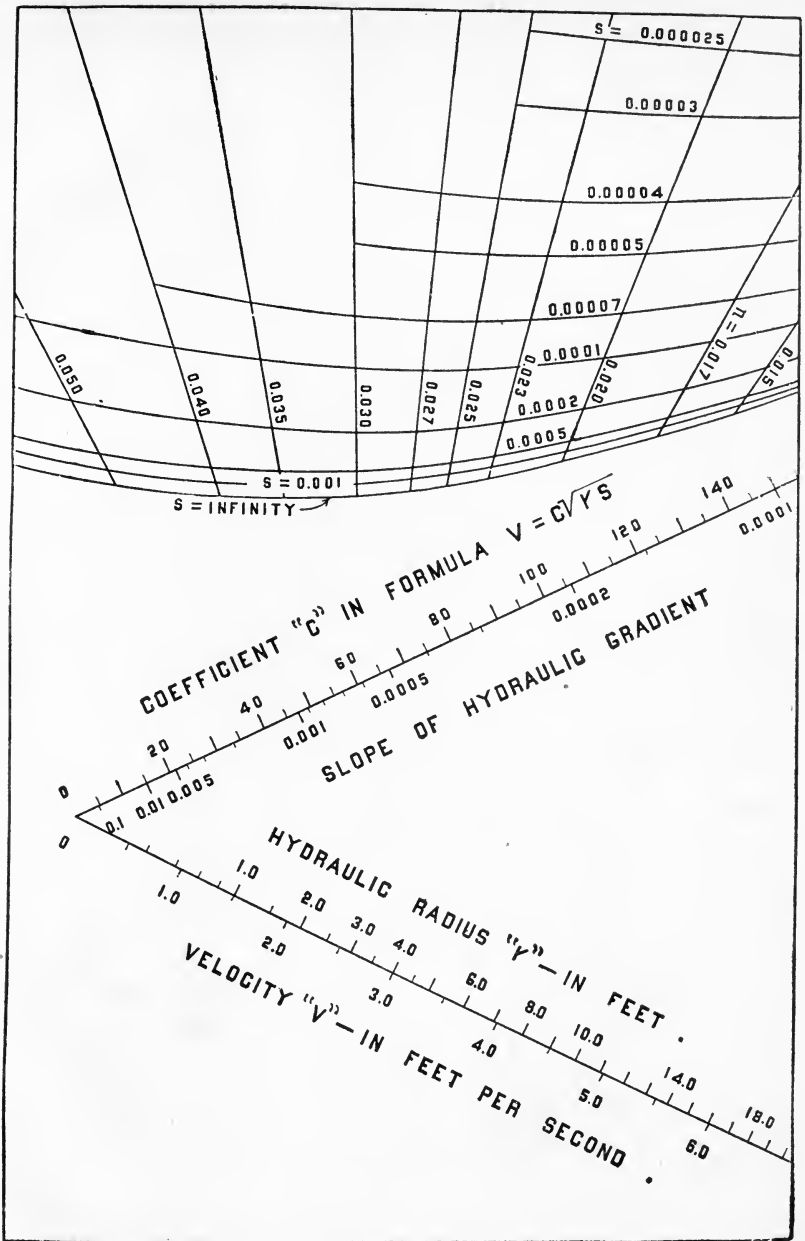 S = 0.000025
0.00003
0.00004
0.00005
0.00007
0.0001
0.0002
0.0005
S = 0.001
S = INFINITY
0.050
0.040
0.035
0.030
0.027
0.025
0.023
0.020
n = 0.017
0.015
COEFFICIENT "C" IN FORMULA V = C√rS
0 20 40 60 80 100 120 140
0.1 0.01 0.005 0.001 0.0005 0.0002 0.0001
SLOPE OF HYDRAULIC GRADIENT
HYDRAULIC RADIUS "r" — IN FEET .
1.0 2.0 3.0 4.0 6.0 8.0 10.0 14.0 18.0
0 1.0 2.0 3.0 4.0 5.0 6.0
VELOCITY "V" — IN FEET PER SECOND .